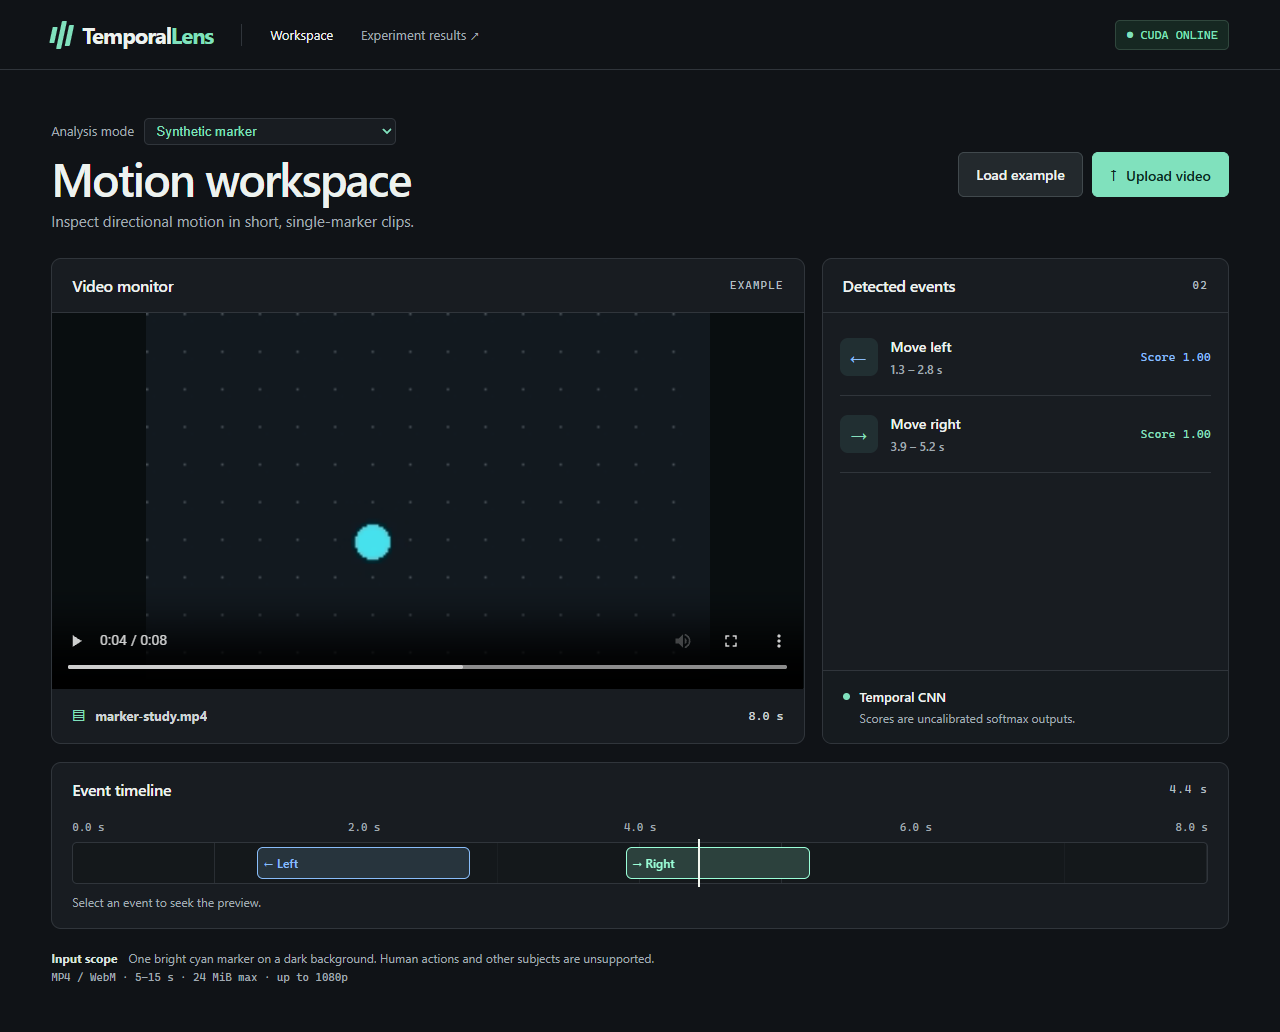 TemporalLens
Workspace
Experiment results ↗
CUDA ONLINE
Analysis mode
Synthetic marker
Motion workspace
Inspect directional motion in short, single-marker clips.
Load example
↑ Upload video
Video monitor
EXAMPLE
0:04 / 0:08
marker-study.mp4
8.0 s
Detected events
02
← Move left
1.3 – 2.8 s
Score 1.00
→ Move right
3.9 – 5.2 s
Score 1.00
Temporal CNN
Scores are uncalibrated softmax outputs.
Event timeline
4.4 s
0.0 s 2.0 s 4.0 s 6.0 s 8.0 s
← Left
→ Right
Select an event to seek the preview.
Input scope One bright cyan marker on a dark background. Human actions and other subjects are unsupported.
MP4 / WebM · 5–15 s · 24 MiB max · up to 1080p